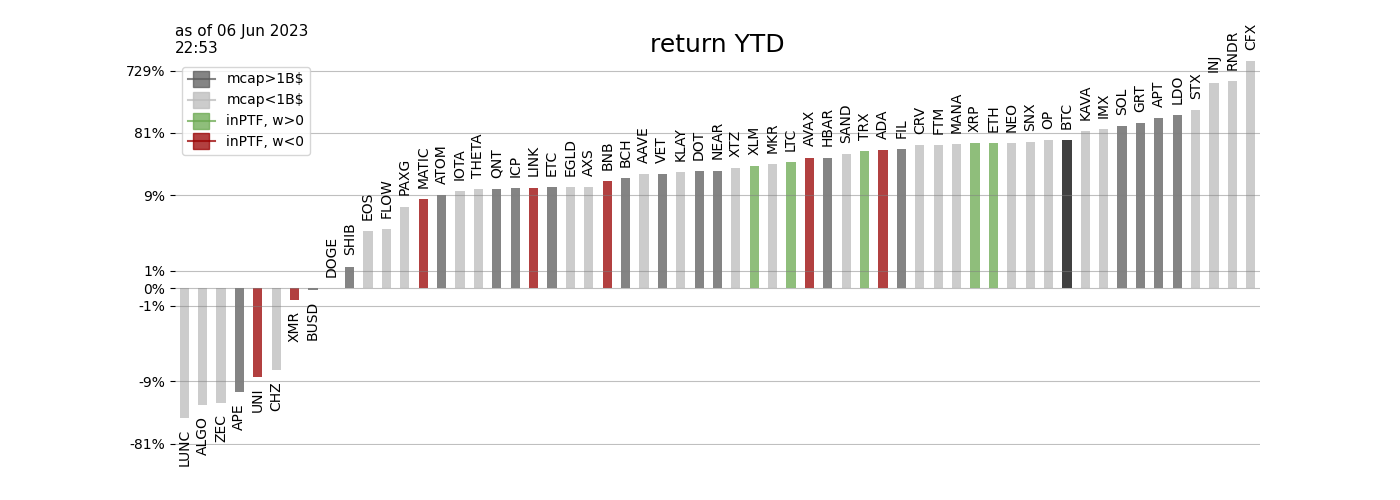 as of 06 Jun 2023
22:53
return YTD
mcap>1B$
mcap<1B$
inPTF, w>0
inPTF, w<0
729%
81%
9%
1%
0%
-1%
-9%
-81%
LUNC
ALGO
ZEC
APE
UNI
CHZ
XMR
BUSD
DOGE
SHIB
EOS
FLOW
PAXG
MATIC
ATOM
IOTA
THETA
QNT
ICP
LINK
ETC
EGLD
AXS
BNB
BCH
AAVE
VET
KLAY
DOT
NEAR
XTZ
XLM
MKR
LTC
AVAX
HBAR
SAND
TRX
ADA
FIL
CRV
FTM
MANA
XRP
ETH
NEO
SNX
OP
BTC
KAVA
IMX
SOL
GRT
APT
LDO
STX
INJ
RNDR
CFX